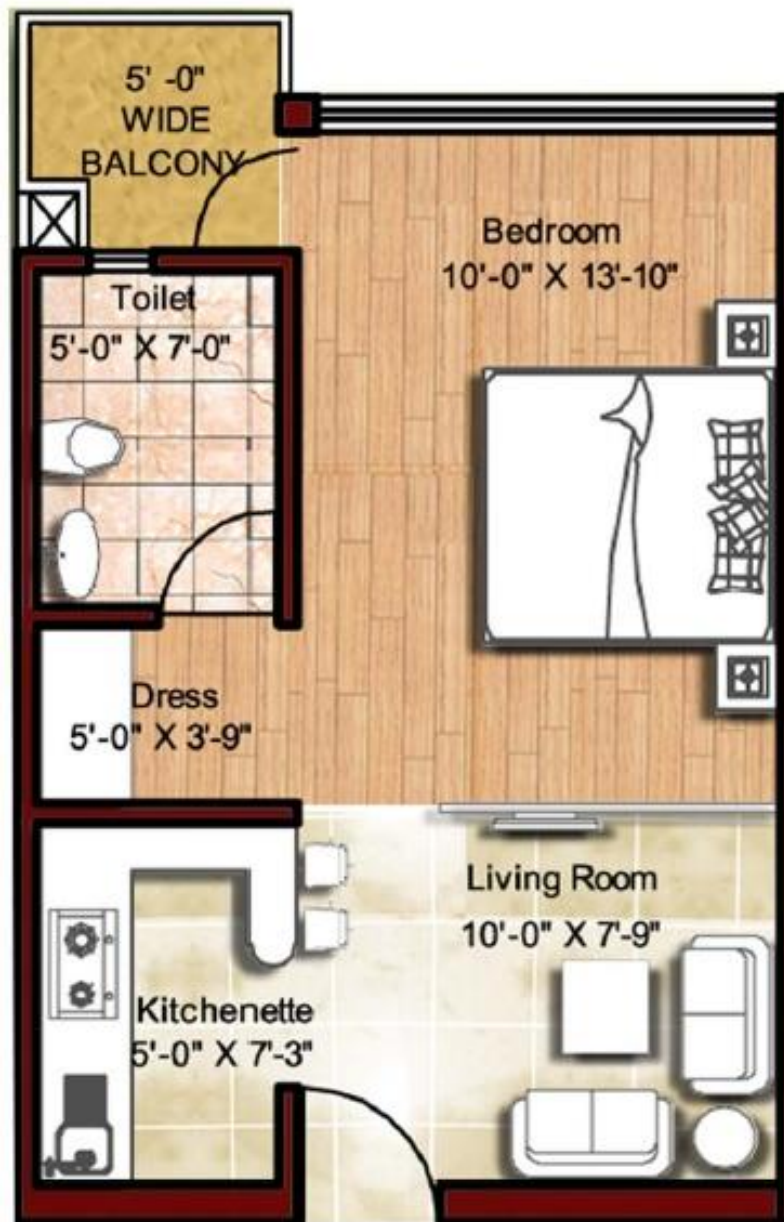 5' -0"
WIDE
BALCONY
Bedroom
10'-0" X 13'-10"
Toilet
5'-0" X 7'-0"
Dress
5'-0" X 3'-9"
Living Room
10'-0" X 7'-9"
Kitchenette
5'-0" X 7'-3"